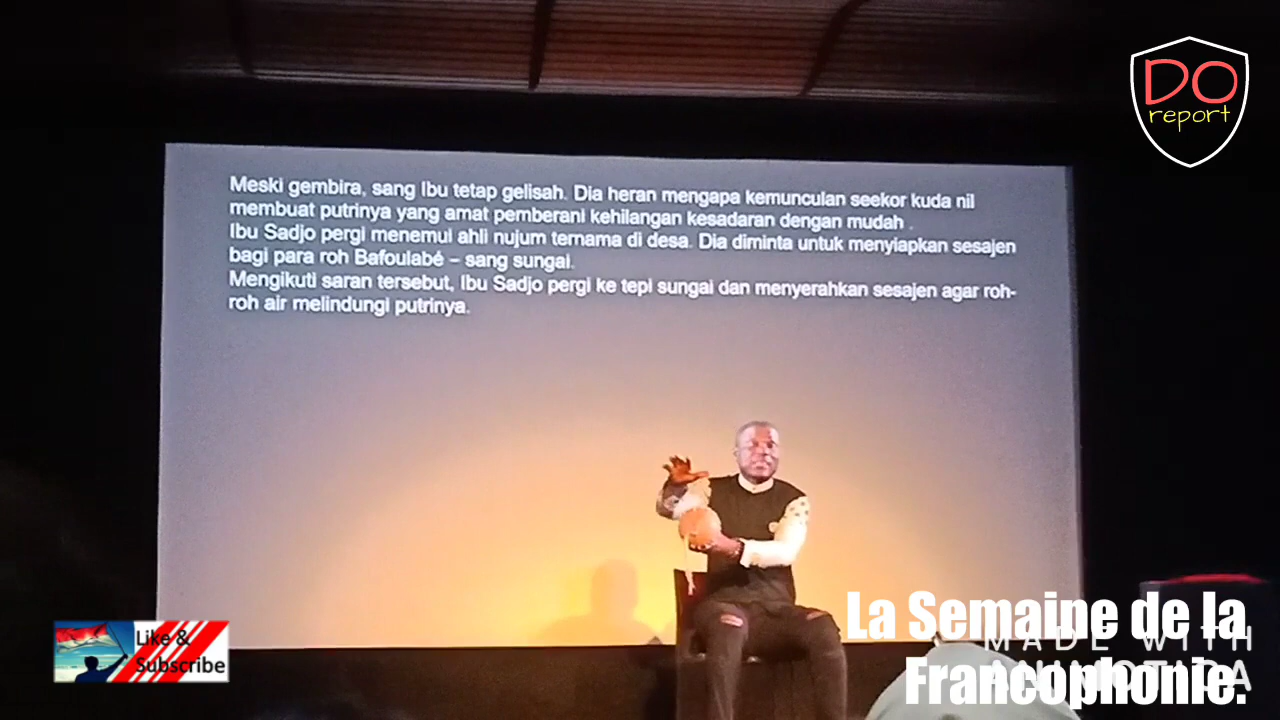 DO
report
Meski gembira, sang Ibu tetap gelisah. Dia heran mengapa kemunculan seekor kuda nil
membuat putrinya yang amat pemberani kehilangan kesadaran dengan mudah .
Ibu Sadjo pergi menemui ahli nujum ternama di desa. Dia diminta untuk menyiapkan sesajen
bagi para roh Bafoulabé – sang sungai.
Mengikuti saran tersebut, Ibu Sadjo pergi ke tepi sungai dan menyerahkan sesajen agar roh-
roh air melindungi putrinya.
Like &
Subscribe
La Semaine de la
Francophonie.
MADE WITH
ANIMOTICA